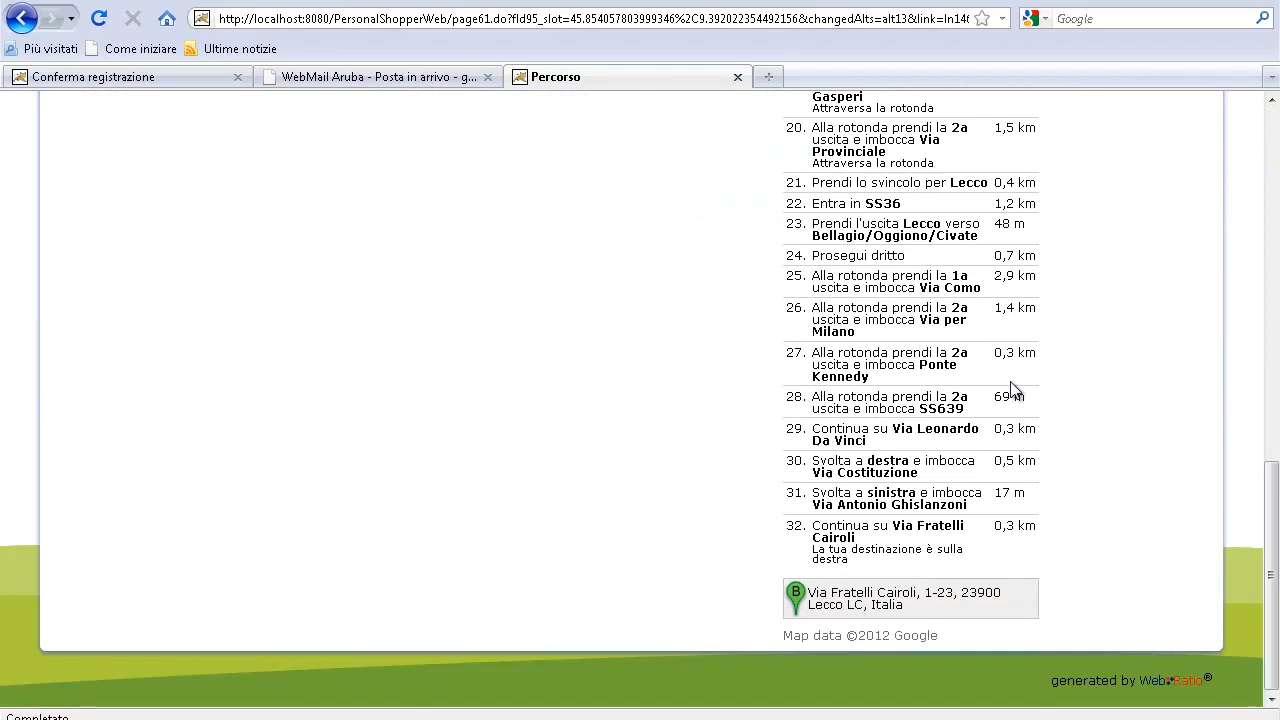 http://localhost:808
PersonalShopperWeb/page61.do?fld95_slot=45.854057803999346%2C9.3
Google
Più visitati
Come iniziare
Ultime notizie
Conferma registrazione
WebMail Aruba - Posta in arrivo - g...
Percorso
Gasperi
Attraversa la rotonda
20. Alla rotonda prendi la 2a 1,5 km
uscita e imbocca Via
Provinciale
Attraversa la rotonda
21. Prendi lo svincolo per Lecco 0,4 km
22. Entra in SS36 1,2 km
23. Prendi l'uscita Lecco verso 48 m
Bellagio/Oggiono/Civate
24. Prosegui dritto 0,7 km
25. Alla rotonda prendi la 1a 2,9 km
uscita e imbocca Via Como
26. Alla rotonda prendi la 2a 1,4 km
uscita e imbocca Via per
Milano
27. Alla rotonda prendi la 2a 0,3 km
uscita e imbocca Ponte
Kennedy
28. Alla rotonda prendi la 2a 69 m
uscita e imbocca SS639
29. Continua su Via Leonardo 0,3 km
Da Vinci
30. Svolta a destra e imbocca 0,5 km
Via Costituzione
31. Svolta a sinistra e imbocca 17 m
Via Antonio Ghislanzoni
32. Continua su Via Fratelli 0,3 km
Cairoli
La tua destinazione è sulla
destra
B
Via Fratelli Cairoli, 1-23, 23900
Lecco LC, Italia
Map data ©2012 Google
generated by WebRatio®
Completato